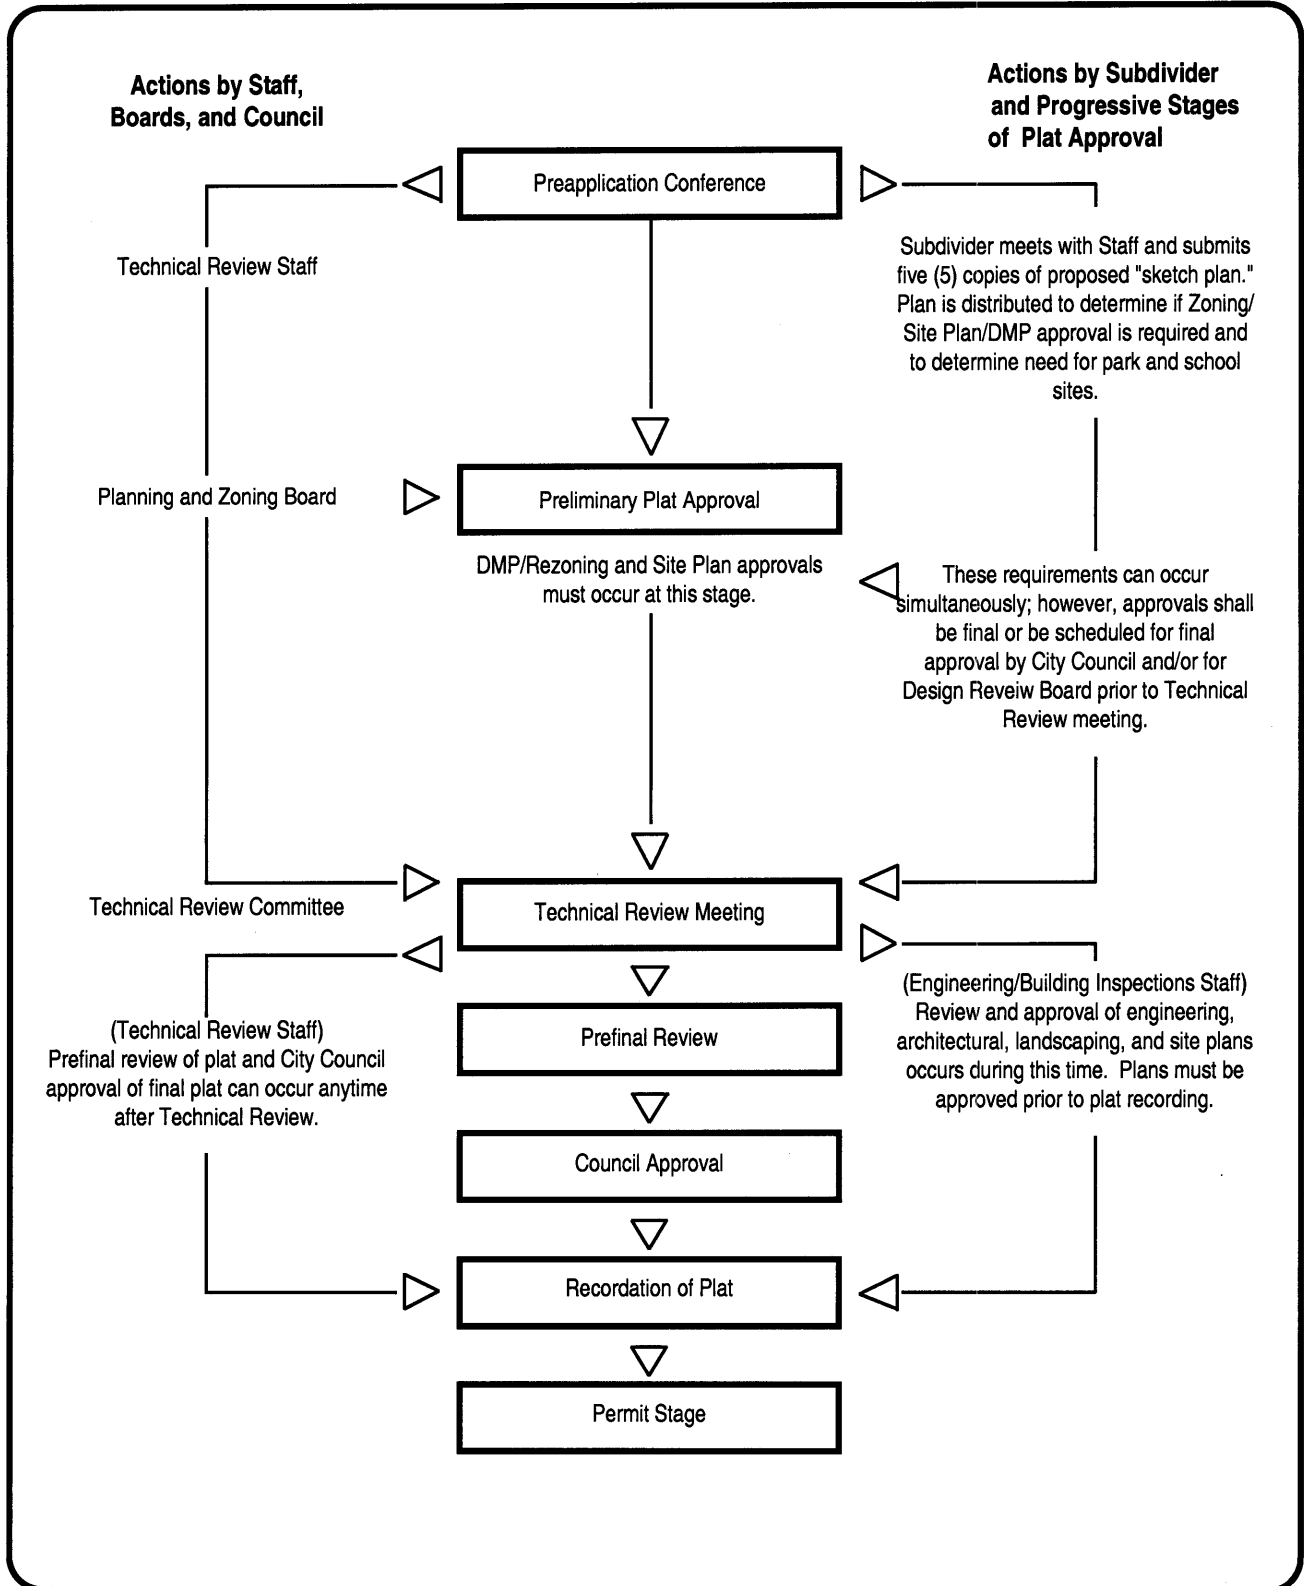 Actions by Staff,
Boards, and Council
Actions by Subdivider
and Progressive Stages
of Plat Approval
Preapplication Conference
Technical Review Staff
Subdivider meets with Staff and submits
five (5) copies of proposed "sketch plan."
Plan is distributed to determine if Zoning/
Site Plan/DMP approval is required and
to determine need for park and school
sites.
Planning and Zoning Board
Preliminary Plat Approval
DMP/Rezoning and Site Plan approvals
must occur at this stage.
These requirements can occur
simultaneously; however, approvals shall
be final or be scheduled for final
approval by City Council and/or for
Design Reveiw Board prior to Technical
Review meeting.
Technical Review Committee
Technical Review Meeting
(Technical Review Staff)
Prefinal review of plat and City Council
approval of final plat can occur anytime
after Technical Review.
(Engineering/Building Inspections Staff)
Review and approval of engineering,
architectural, landscaping, and site plans
occurs during this time. Plans must be
approved prior to plat recording.
Prefinal Review
Council Approval
Recordation of Plat
Permit Stage